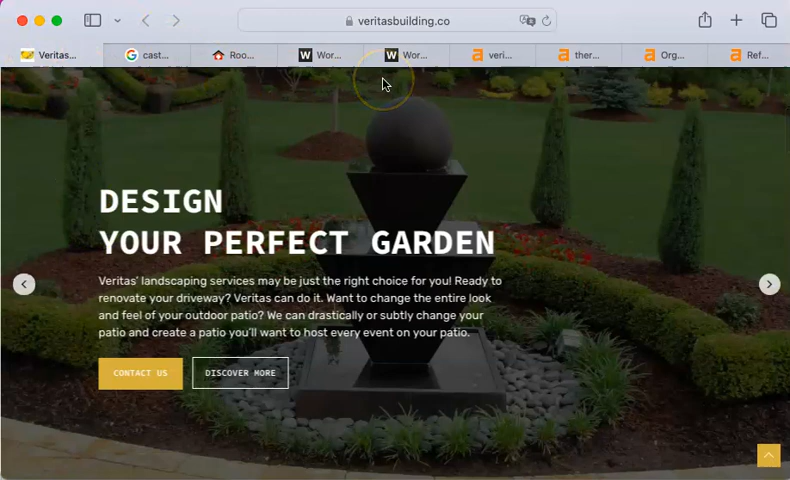 veritasbuilding.co
Veritas...
cast...
Roo...
Wor...
Wor...
veri...
ther...
Org...
Ref...
DESIGN
YOUR PERFECT GARDEN
Veritas' landscaping services may be just the right choice for you! Ready to
renovate your driveway? Veritas can do it. Want to change the entire look
and feel of your outdoor patio? We can drastically or subtly change your
patio and create a patio you'll want to host every event on your patio.
CONTACT US
DISCOVER MORE